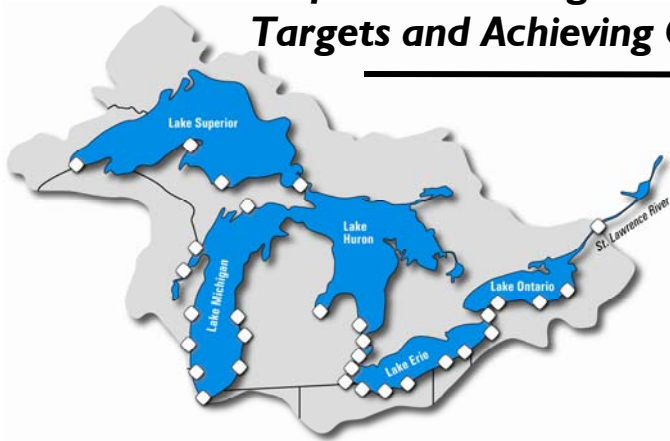 Targets and Achieving
Lake Superior
Lake
Huron
St. Lawrence River
Lake Michigan
Lake Ontario
Lake Erie